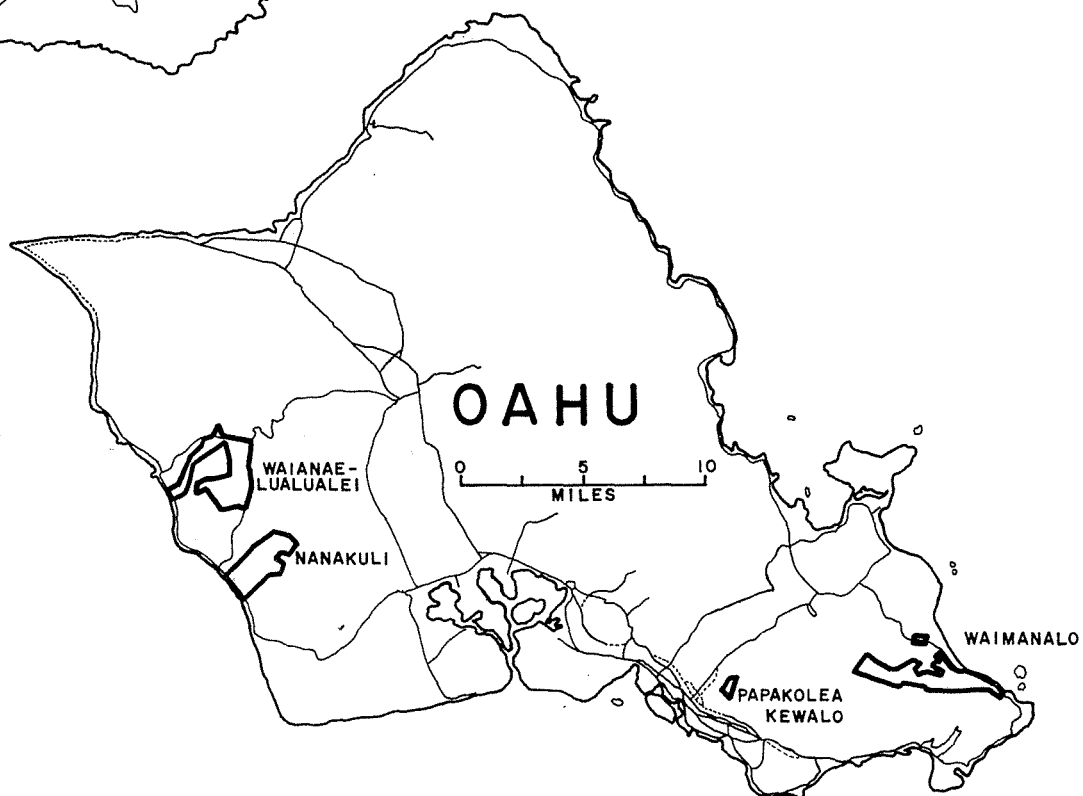 OAHU
0 5 10
MILES
WAIANAE-
LUALUALEI
NANAKULI
WAIMANALO
PAPAKOLEA
KEWALO